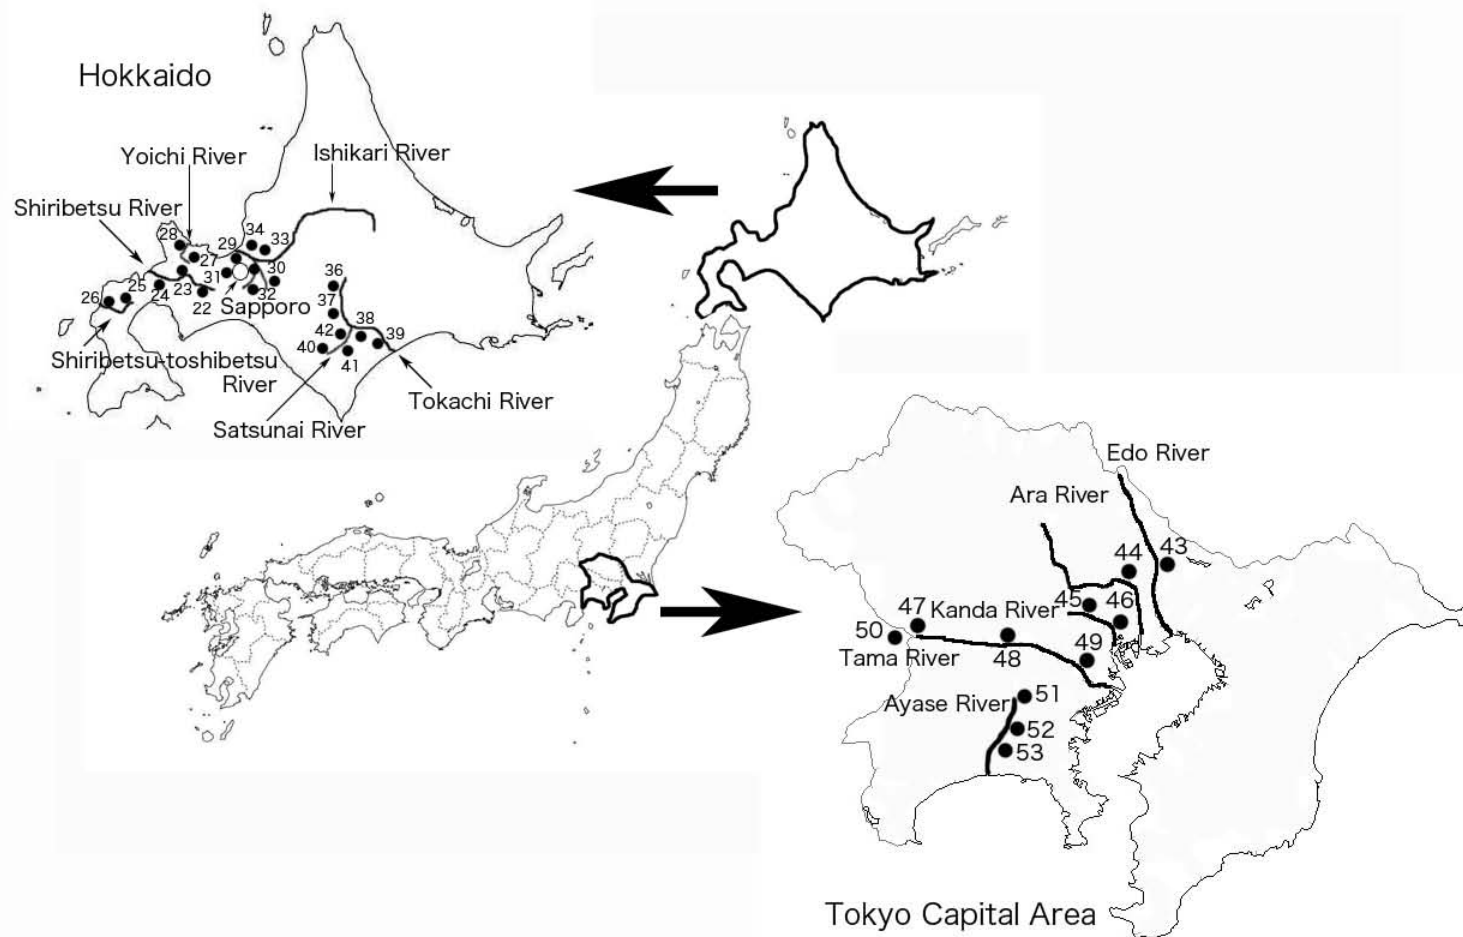 Hokkaido
Yoichi River
Ishikari River
Shiribetsu River
28
29
34
33
27
31
30
26
25
24
23
22
32
Sapporo
36
37
42
38
39
40
41
Shiribetsu-toshibetsu
River
Tokachi River
Satsunai River
Edo River
Ara River
44
43
47
Kanda River
45
46
50
Tama River
48
49
Ayase River
51
52
53
Tokyo Capital Area